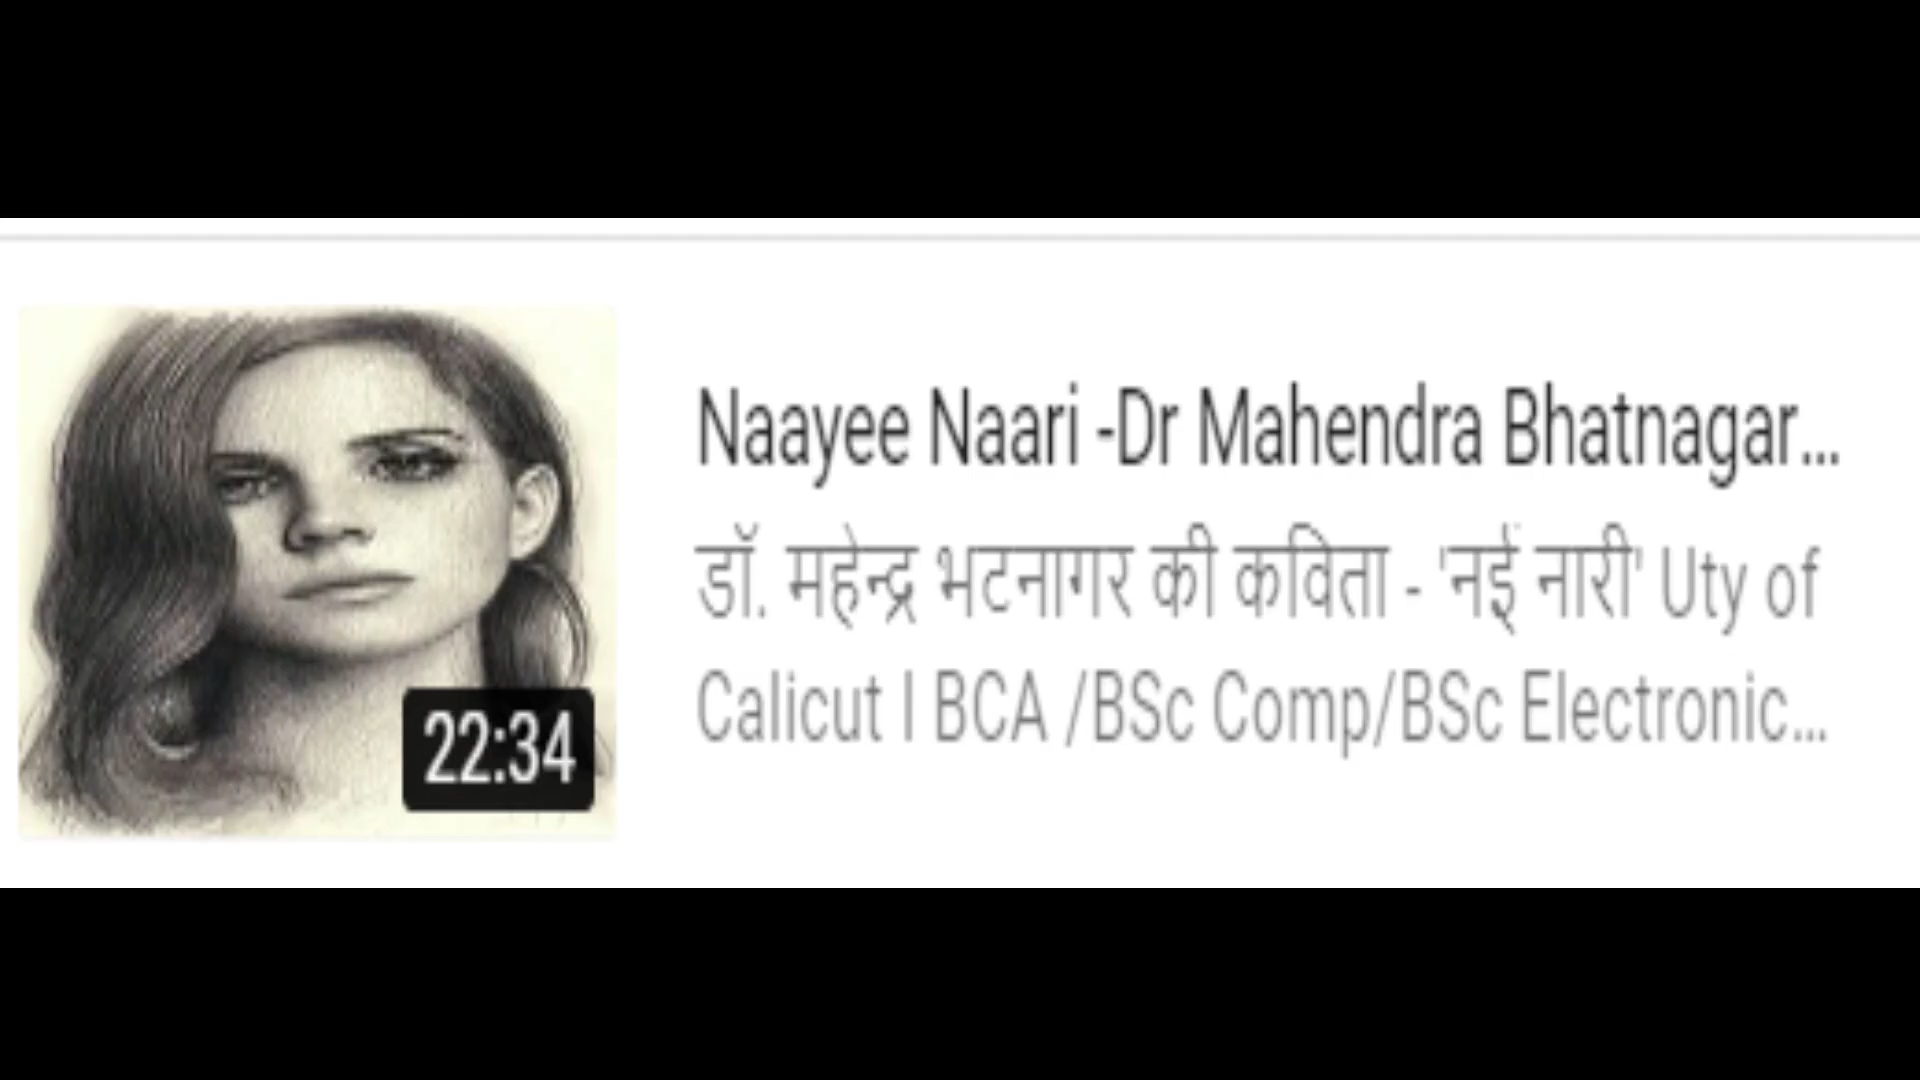 Naayee Naari -Dr Mahendra Bhatnagar...
डॉ. महेन्द्र भटनागर की कविता - 'नई नारी' Uty of
Calicut I BCA /BSc Comp/BSc Electronic...
22:34